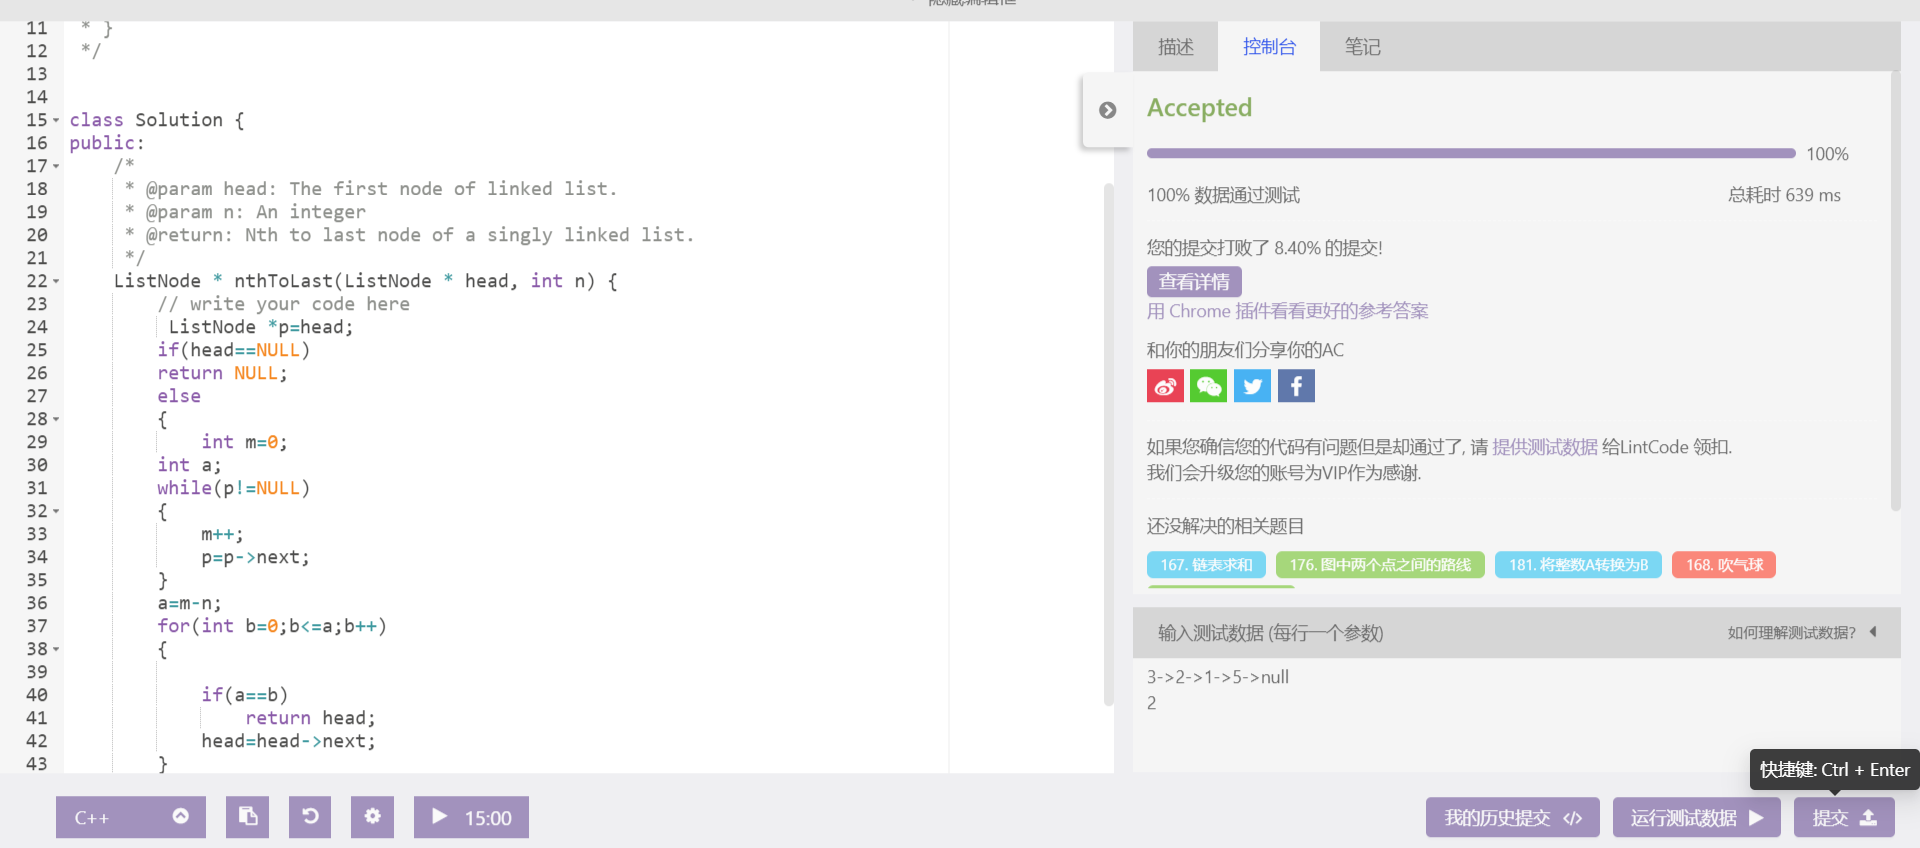 隐藏编辑框
11 * }
12 */
13
14
15 class Solution {
16 public:
17 /*
18 * @param head: The first node of linked list.
19 * @param n: An integer
20 * @return: Nth to last node of a singly linked list.
21 */
22 ListNode * nthToLast(ListNode * head, int n) {
23 // write your code here
24 ListNode *p=head;
25 if(head==NULL)
26 return NULL;
27 else
28 {
29 int m=0;
30 int a;
31 while(p!=NULL)
32 {
33 m++;
34 p=p->next;
35 }
36 a=m-n;
37 for(int b=0;b<=a;b++)
38 {
39
40 if(a==b)
41 return head;
42 head=head->next;
43 }
C++
15:00
描述 控制台 笔记
Accepted
100%
100% 数据通过测试 总耗时 639 ms
您的提交打败了 8.40% 的提交!
查看详情
用 Chrome 插件看看更好的参考答案
和你的朋友们分享你的AC
如果您确信您的代码有问题但是却通过了, 请 提供测试数据 给LintCode 领扣.
我们会升级您的账号为VIP作为感谢.
还没解决的相关题目
167. 链表求和 176. 图中两个点之间的路线 181. 将整数A转换为B 168. 吹气球
输入测试数据 (每行一个参数) 如何理解测试数据?
3->2->1->5->null
2
快捷键: Ctrl + Enter
我的历史提交 运行测试数据 提交